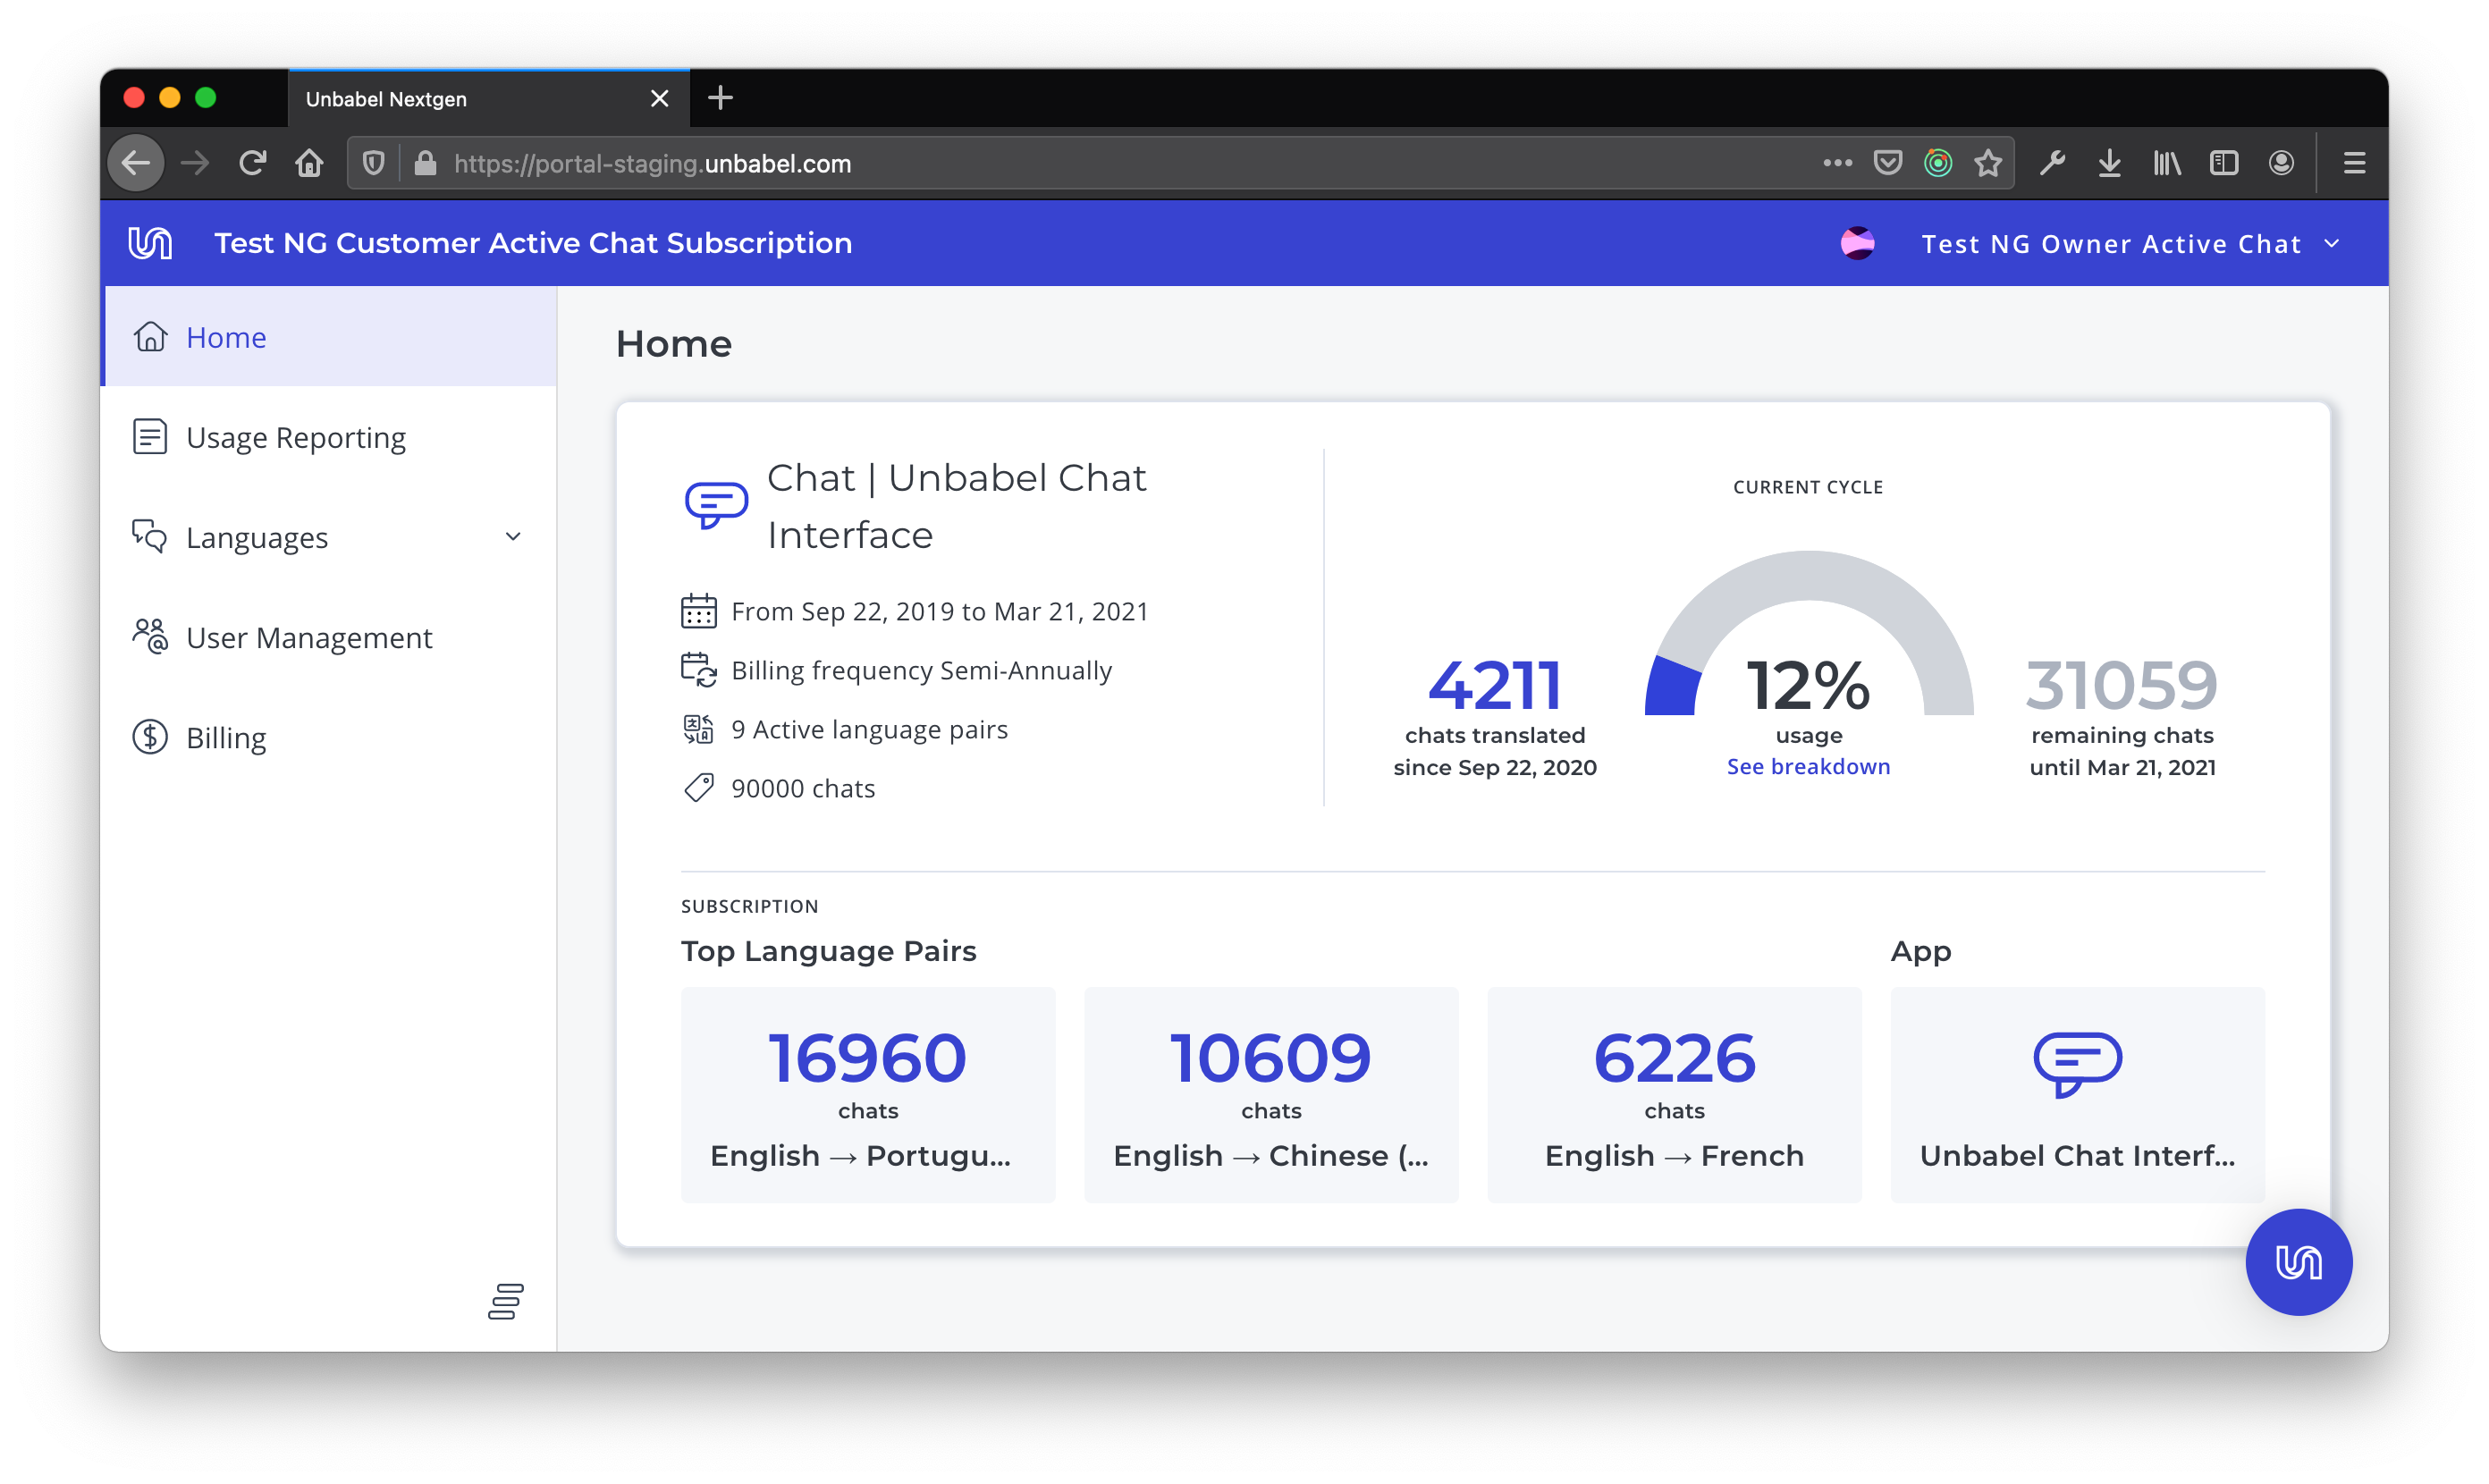 Unbabel Nextgen
https://portal-staging.unbabel.com
Test NG Customer Active Chat Subscription
Test NG Owner Active Chat
Home
Usage Reporting
Languages
User Management
Billing
Home
Chat | Unbabel Chat
Interface
From Sep 22, 2019 to Mar 21, 2021
Billing frequency Semi-Annually
9 Active language pairs
90000 chats
CURRENT CYCLE
4211
chats translated
since Sep 22, 2020
12%
usage
See breakdown
31059
remaining chats
until Mar 21, 2021
SUBSCRIPTION
Top Language Pairs
16960
chats
English → Portugu...
10609
chats
English → Chinese (...
6226
chats
English → French
App
Unbabel Chat Interf...